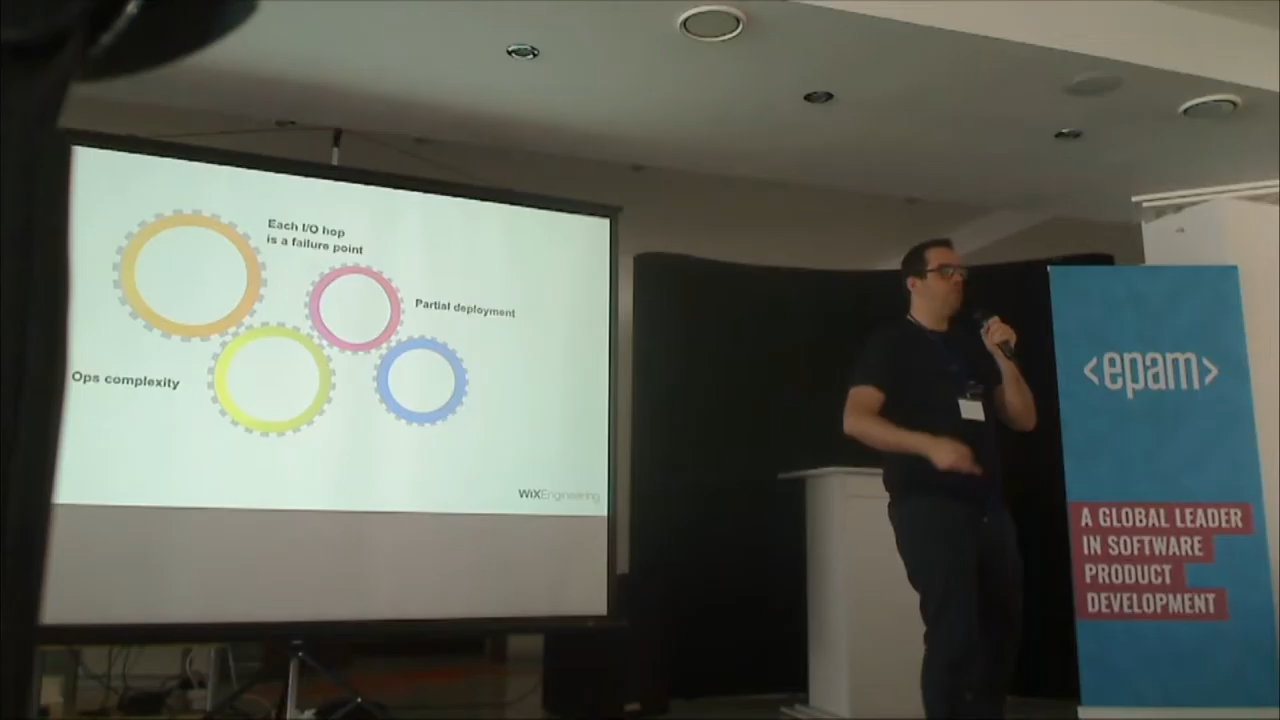 Each I/O hop
is a failure point
Partial deployment
Ops complexity
WiXEngineering
<epam>
A GLOBAL LEADER
IN SOFTWARE
PRODUCT
DEVELOPMENT